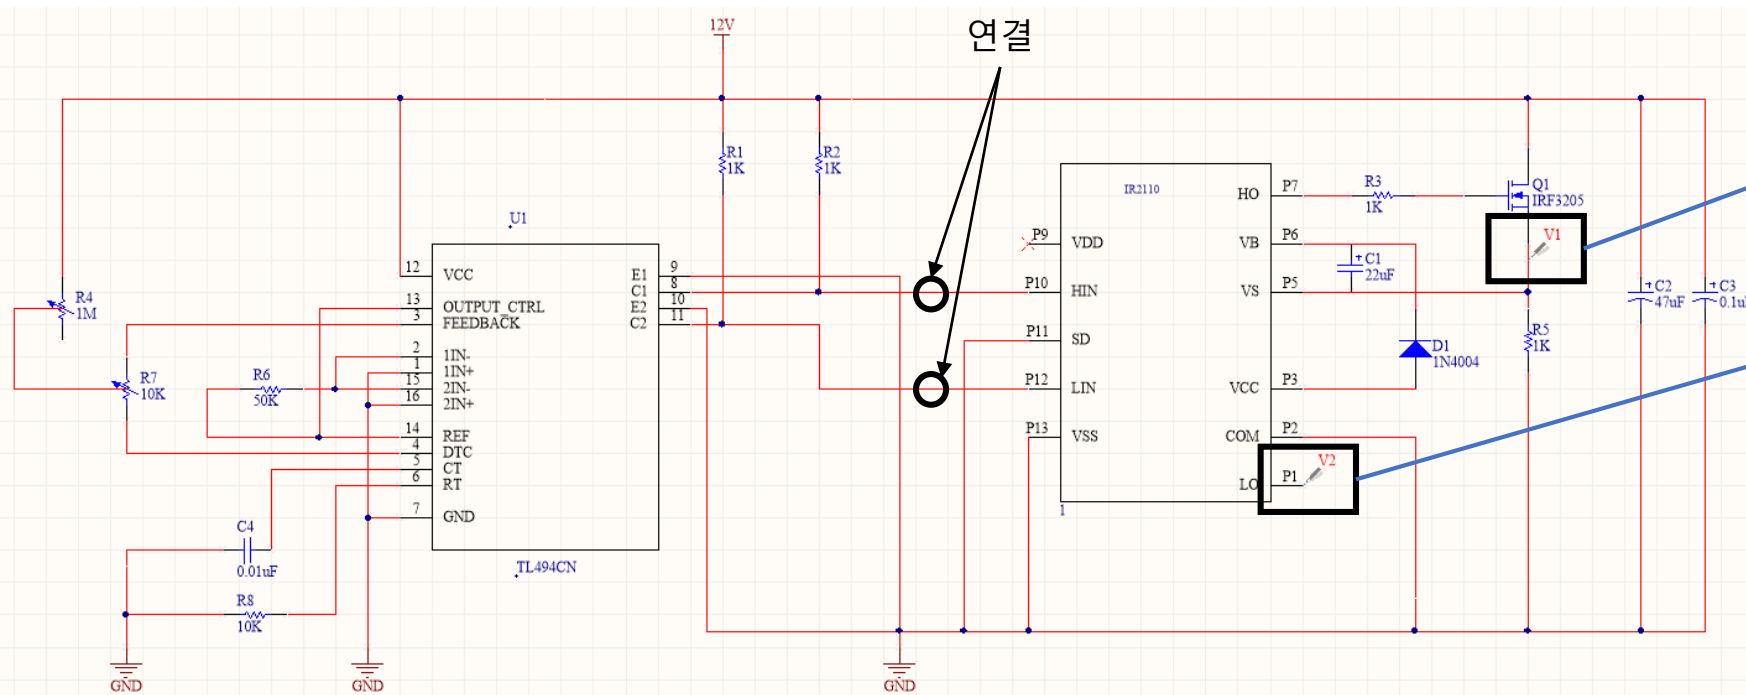 연결
12V
R1
1K
R2
1K
R4
1M
R7
10K
R6
50K
C4
0.01uF
R8
10K
GND
GND
GND
U1
12 VCC
13 OUTPUT_CTRL
3 FEEDBACK
2 1IN-
1 1IN+
15 2IN-
16 2IN+
14 REF
4 DTC
5 CT
6 RT
7 GND
E1 9
C1 8
E2 10
C2 11
TL494CN
IR2110
P9 VDD
P10 HIN
P11 SD
P12 LIN
P13 VSS
HO P7
VB P6
VS P5
VCC P3
COM P2
LO P1
1
R3
1K
Q1
IRF3205
V1
C1
22uF
D1
1N4004
R5
1K
V2
C2
47uF
C3